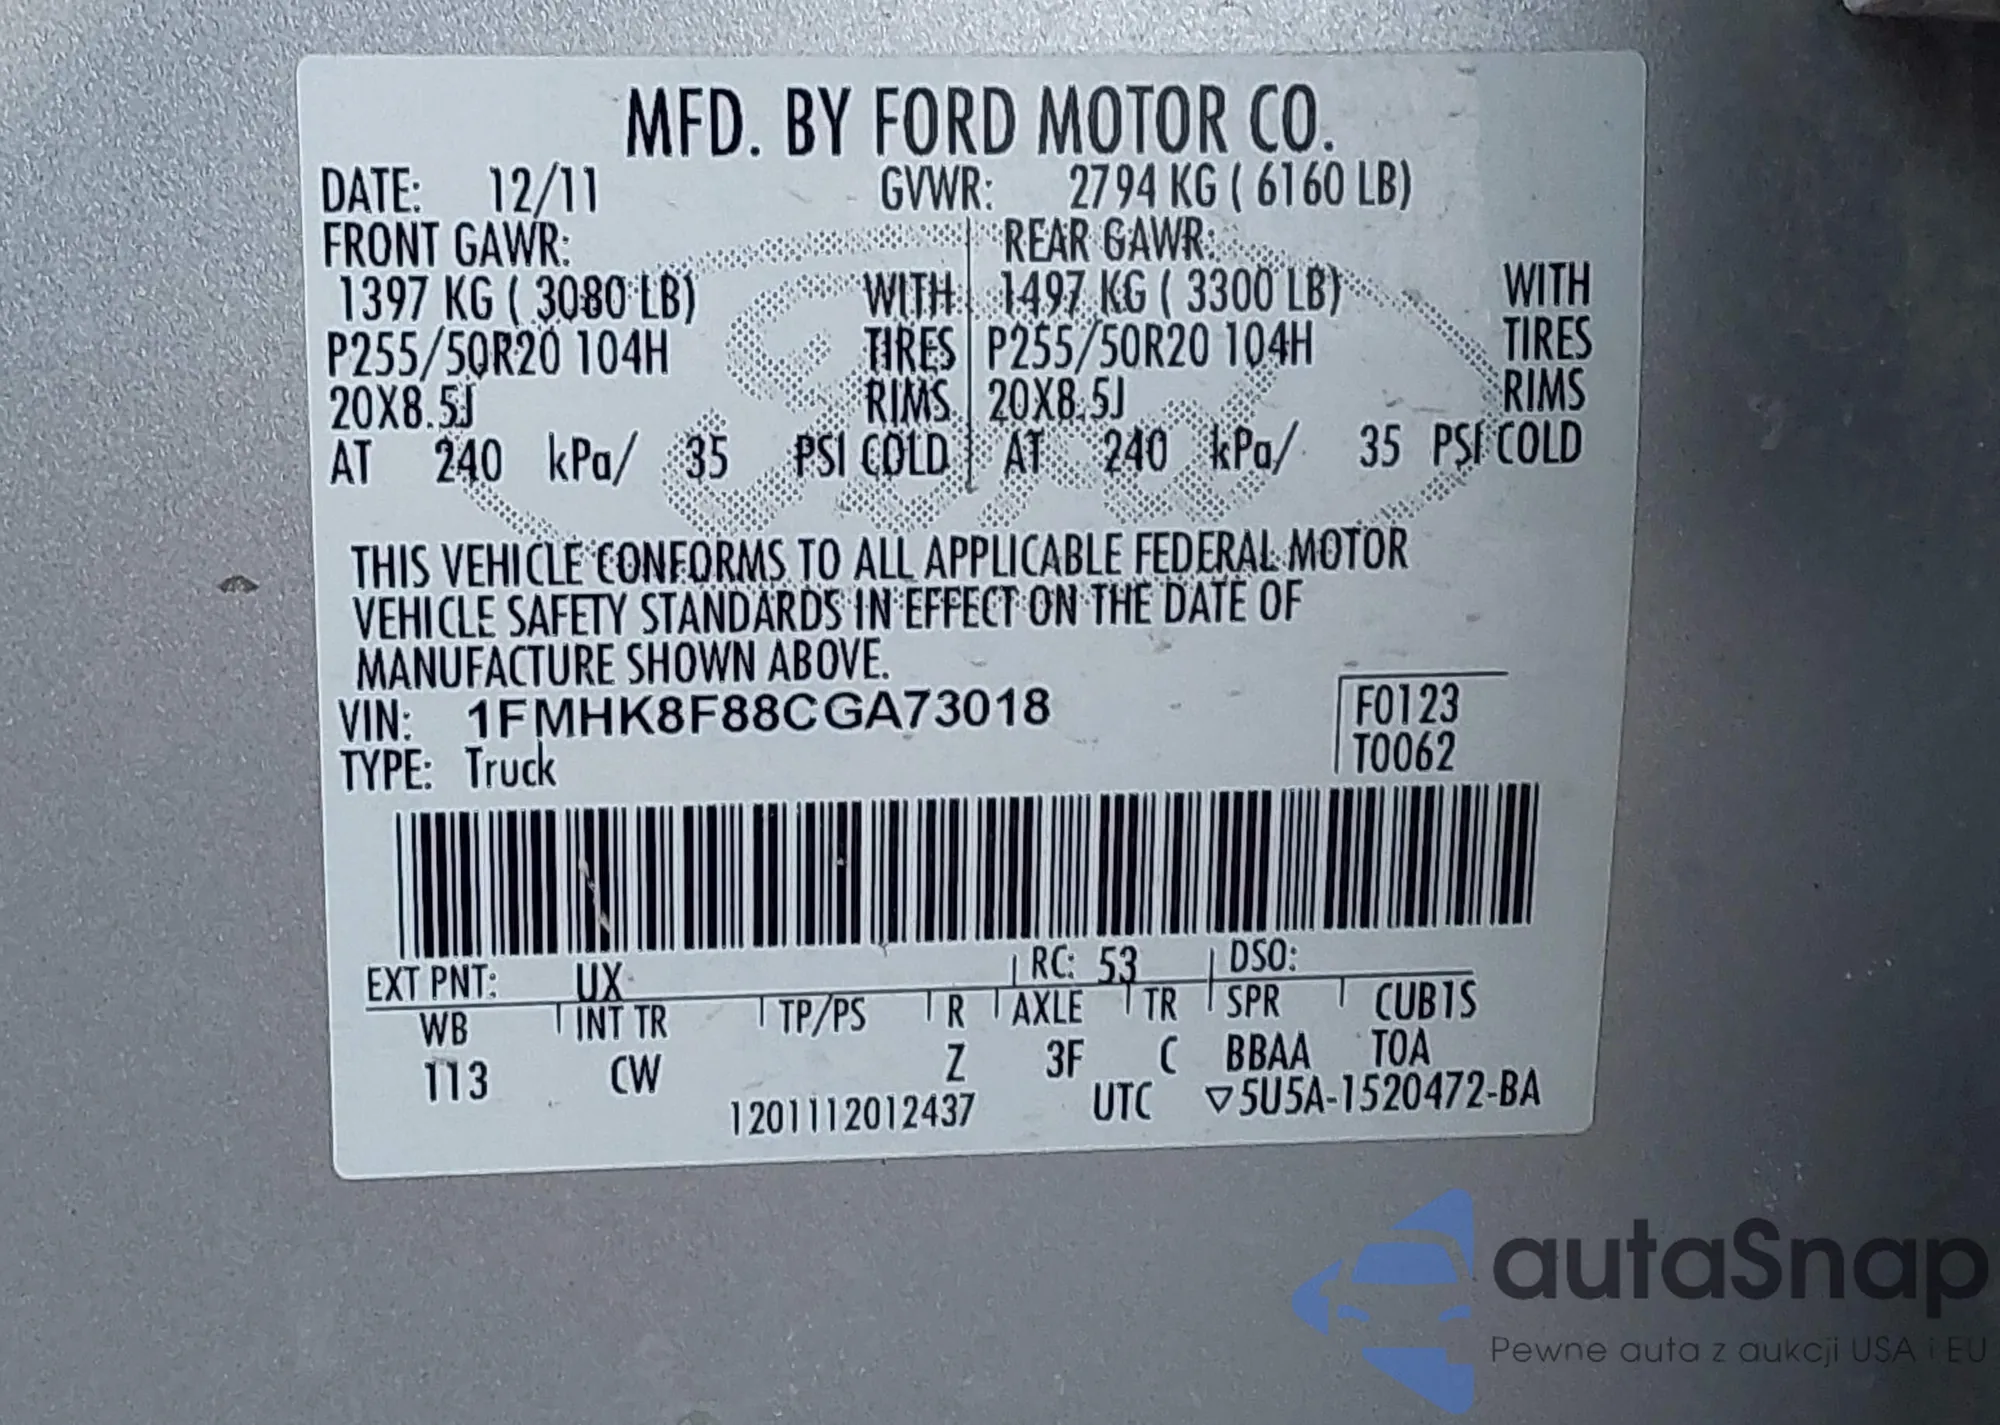 MFD. BY FORD MOTOR CO.
DATE: 12/11 GVWR: 2794 KG ( 6160 LB)
FRONT GAWR: REAR GAWR:
1397 KG ( 3080 LB) WITH 1497 KG ( 3300 LB) WITH
P255/50R20 104H TIRES P255/50R20 104H TIRES
20X8.5J RIMS 20X8.5J RIMS
AT 240 kPa/ 35 PSI COLD AT 240 kPa/ 35 PSI COLD
THIS VEHICLE CONFORMS TO ALL APPLICABLE FEDERAL MOTOR
VEHICLE SAFETY STANDARDS IN EFFECT ON THE DATE OF
MANUFACTURE SHOWN ABOVE.
VIN: 1FMHK8F88CGA73018 F0123
TYPE: Truck T0062
EXT PNT: UX RC: 53 DSO:
WB INT TR TP/PS R AXLE TR SPR CUB1S
113 CW Z 3F C BBAA TOA
1201112012437 UTC ▽5U5A-1520472-BA
autaSnap
Pewne auta z aukcji USA i EU